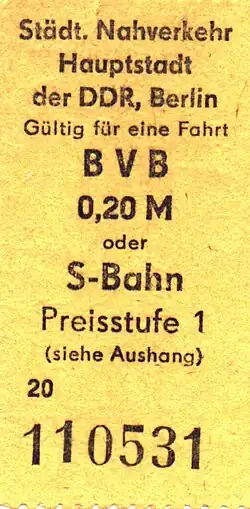 Städt. Nahverkehr
Hauptstadt
der DDR, Berlin
Gültig für eine Fahrt
BVB
0,20 M
oder
S-Bahn
Preisstufe 1
(siehe Aushang)
20
110531